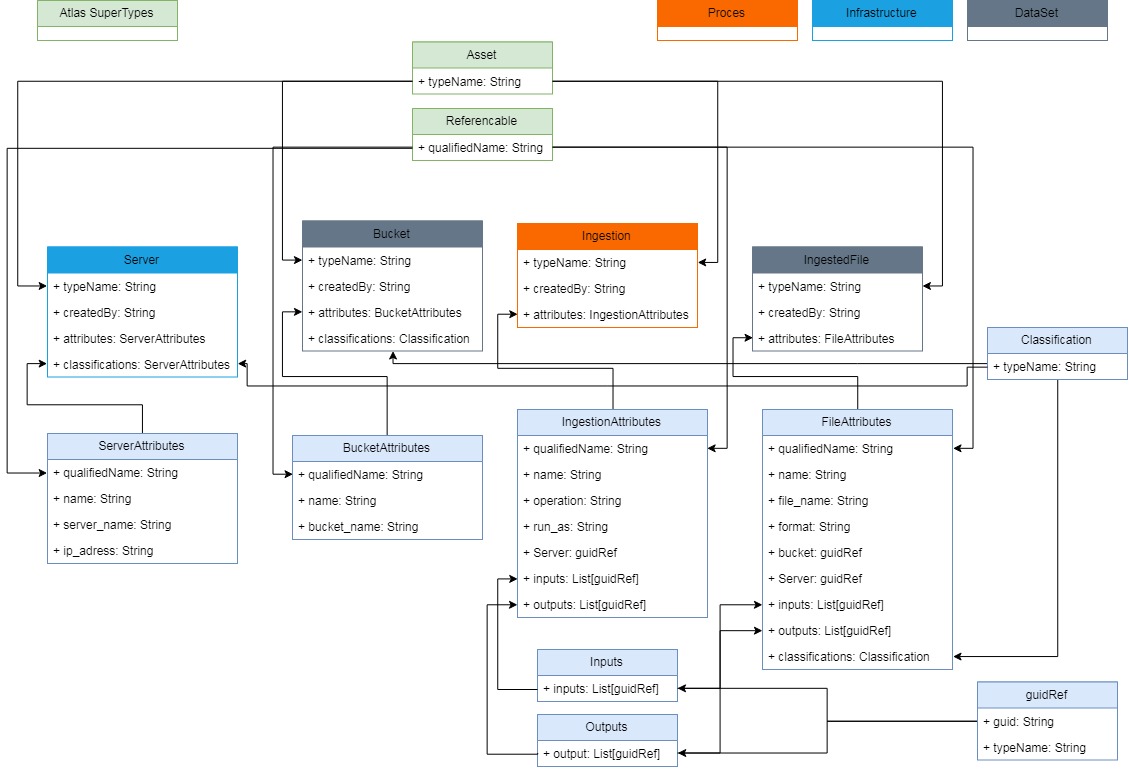 Atlas SuperTypes
Proces
Infrastructure
DataSet
Asset
+ typeName: String
Referencable
+ qualifiedName: String
Server
+ typeName: String
+ createdBy: String
+ attributes: ServerAttributes
+ classifications: ServerAttributes
Bucket
+ typeName: String
+ createdBy: String
+ attributes: BucketAttributes
+ classifications: Classification
Ingestion
+ typeName: String
+ createdBy: String
+ attributes: IngestionAttributes
IngestedFile
+ typeName: String
+ createdBy: String
+ attributes: FileAttributes
Classification
+ typeName: String
ServerAttributes
+ qualifiedName: String
+ name: String
+ server_name: String
+ ip_adress: String
BucketAttributes
+ qualifiedName: String
+ name: String
+ bucket_name: String
IngestionAttributes
+ qualifiedName: String
+ name: String
+ operation: String
+ run_as: String
+ Server: guidRef
+ inputs: List[guidRef]
+ outputs: List[guidRef]
FileAttributes
+ qualifiedName: String
+ name: String
+ file_name: String
+ format: String
+ bucket: guidRef
+ Server: guidRef
+ inputs: List[guidRef]
+ outputs: List[guidRef]
+ classifications: Classification
Inputs
+ inputs: List[guidRef]
Outputs
+ output: List[guidRef]
guidRef
+ guid: String
+ typeName: String